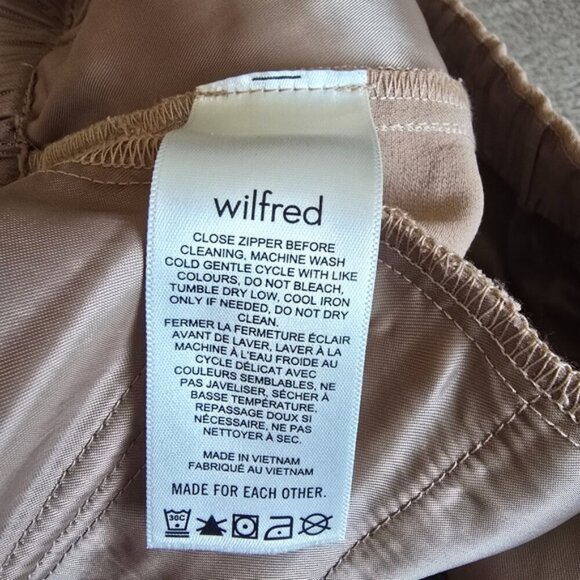 wilfred
CLOSE ZIPPER BEFORE
CLEANING, MACHINE WASH
COLD GENTLE CYCLE WITH LIKE
COLOURS, DO NOT BLEACH,
TUMBLE DRY LOW, COOL IRON
ONLY IF NEEDED, DO NOT DRY
CLEAN.
FERMER LA FERMETURE ÉCLAIR
AVANT DE LAVER, LAVER À LA
MACHINE À L'EAU FROIDE AU
CYCLE DÉLICAT AVEC
COULEURS SEMBLABLES, NE
PAS JAVELISER, SÉCHER À
BASSE TEMPÉRATURE,
REPASSAGE DOUX SI
NÉCESSAIRE, NE PAS
NETTOYER À SEC.
MADE IN VIETNAM
FABRIQUÉ AU VIETNAM
MADE FOR EACH OTHER.
30C